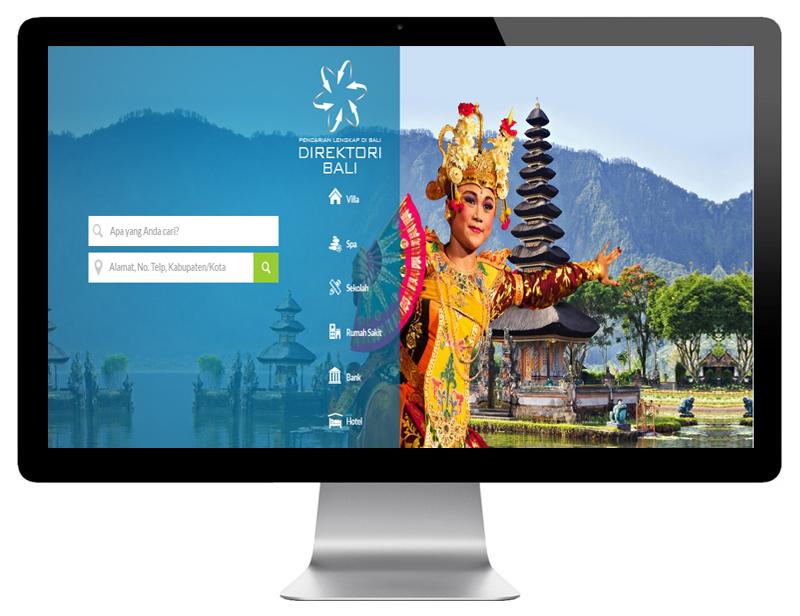 PENCARIAN LENGKAP DI BALI
DIREKTORI
BALI
Apa yang Anda cari?
Alamat, No. Telp, Kabupaten/Kota
Villa
Spa
Sekolah
Rumah Sakit
Bank
Hotel